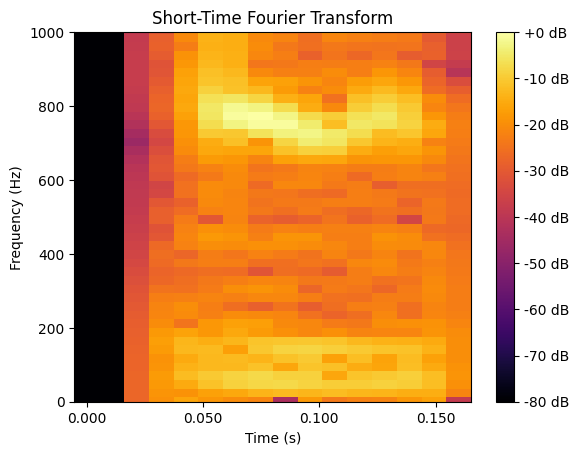 Short-Time Fourier Transform
1000
800
600
400
200
0
Frequency (Hz)
0.000
0.050
0.100
0.150
Time (s)
+0 dB
-10 dB
-20 dB
-30 dB
-40 dB
-50 dB
-60 dB
-70 dB
-80 dB